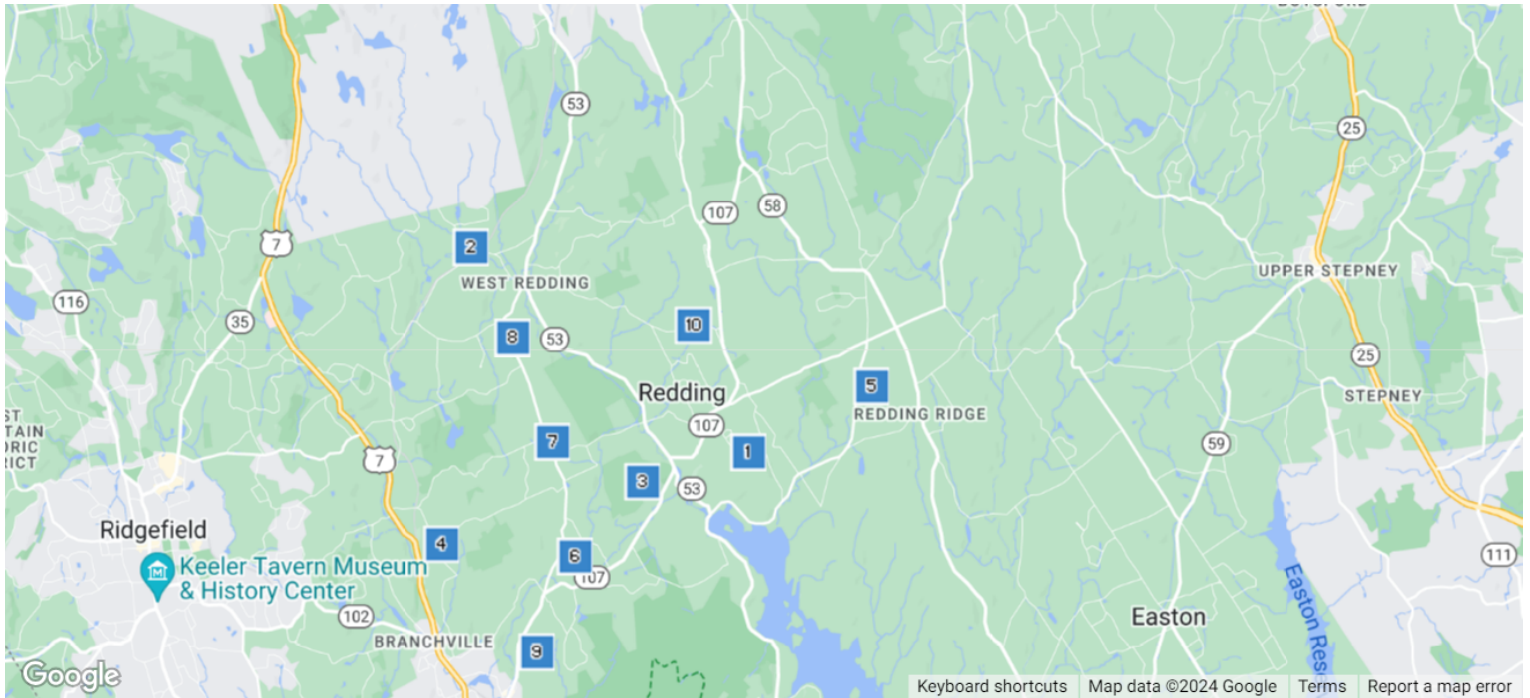 53
25
107
58
7
2
UPPER STEPNEY
WEST REDDING
116
35
10
8
53
25
Redding
5
STEPNEY
REDDING RIDGE
107
7
7
1
59
3
53
Ridgefield
4
6
107
111
Keeler Tavern Museum
& History Center
102
Easton
BRANCHVILLE
9
Google
Keyboard shortcuts
Map data ©2024 Google
Terms
Report a map error